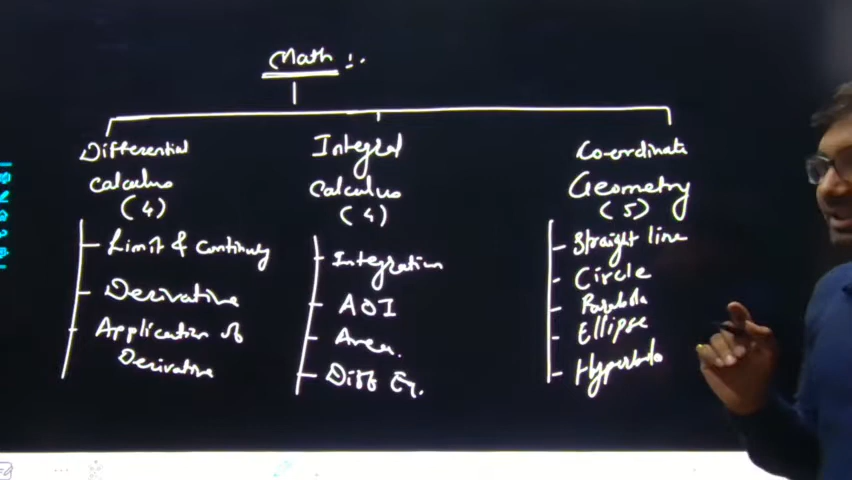 Math :.
Differential
Calculus
(4)
Limit & Continuity
Derivative
Application of
Derivative
Integral
Calculus
(4)
Integration
AOI
Area.
Diff Eq.
Co-ordinate
Geometry
(5)
Straight line
Circle
Parabola
Ellipse
Hyperbola